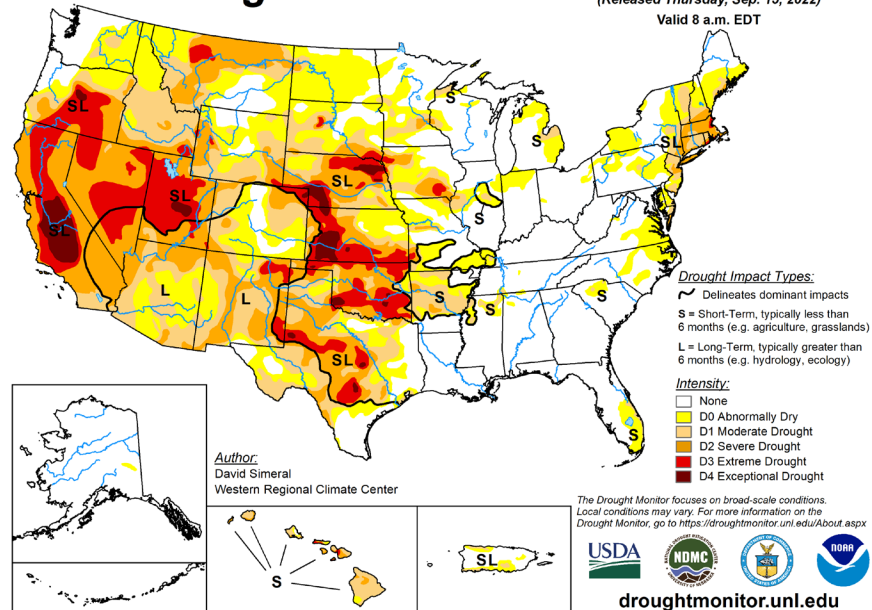 (Released Thursday, Sep. 15, 2022)
Valid 8 a.m. EDT
S
SL
S
SL
SL
SL
S
SL
L
L
S
S
S
SL
S
Drought Impact Types:
Delineates dominant impacts
S = Short-Term, typically less than
6 months (e.g. agriculture, grasslands)
L = Long-Term, typically greater than
6 months (e.g. hydrology, ecology)
Intensity:
None
D0 Abnormally Dry
D1 Moderate Drought
D2 Severe Drought
D3 Extreme Drought
D4 Exceptional Drought
Author:
David Simeral
Western Regional Climate Center
S
SL
The Drought Monitor focuses on broad-scale conditions.
Local conditions may vary. For more information on the
Drought Monitor, go to https://droughtmonitor.unl.edu/About.aspx
USDA
NDMC
NOAA
droughtmonitor.unl.edu